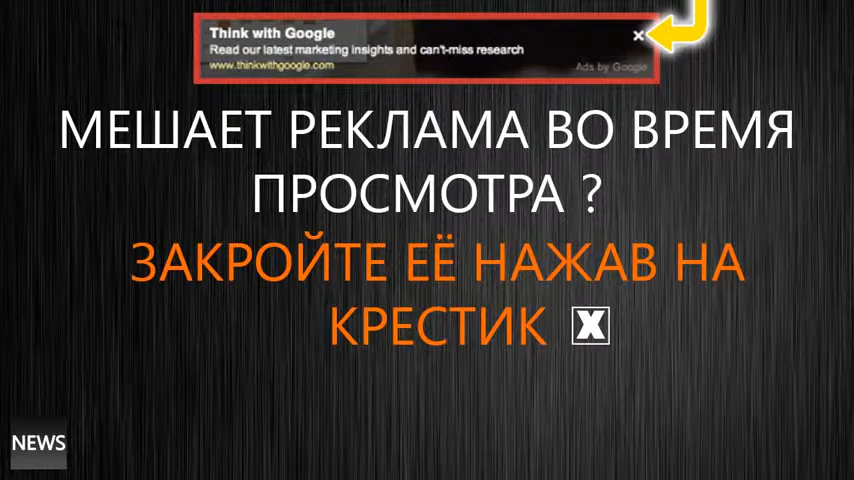 Think with Google
Read our latest marketing insights and can't-miss research
www.thinkwithgoogle.com
Ads by Google
МЕШАЕТ РЕКЛАМА ВО ВРЕМЯ
ПРОСМОТРА ?
ЗАКРОЙТЕ ЕЁ НАЖАВ НА
КРЕСТИК X
NEWS